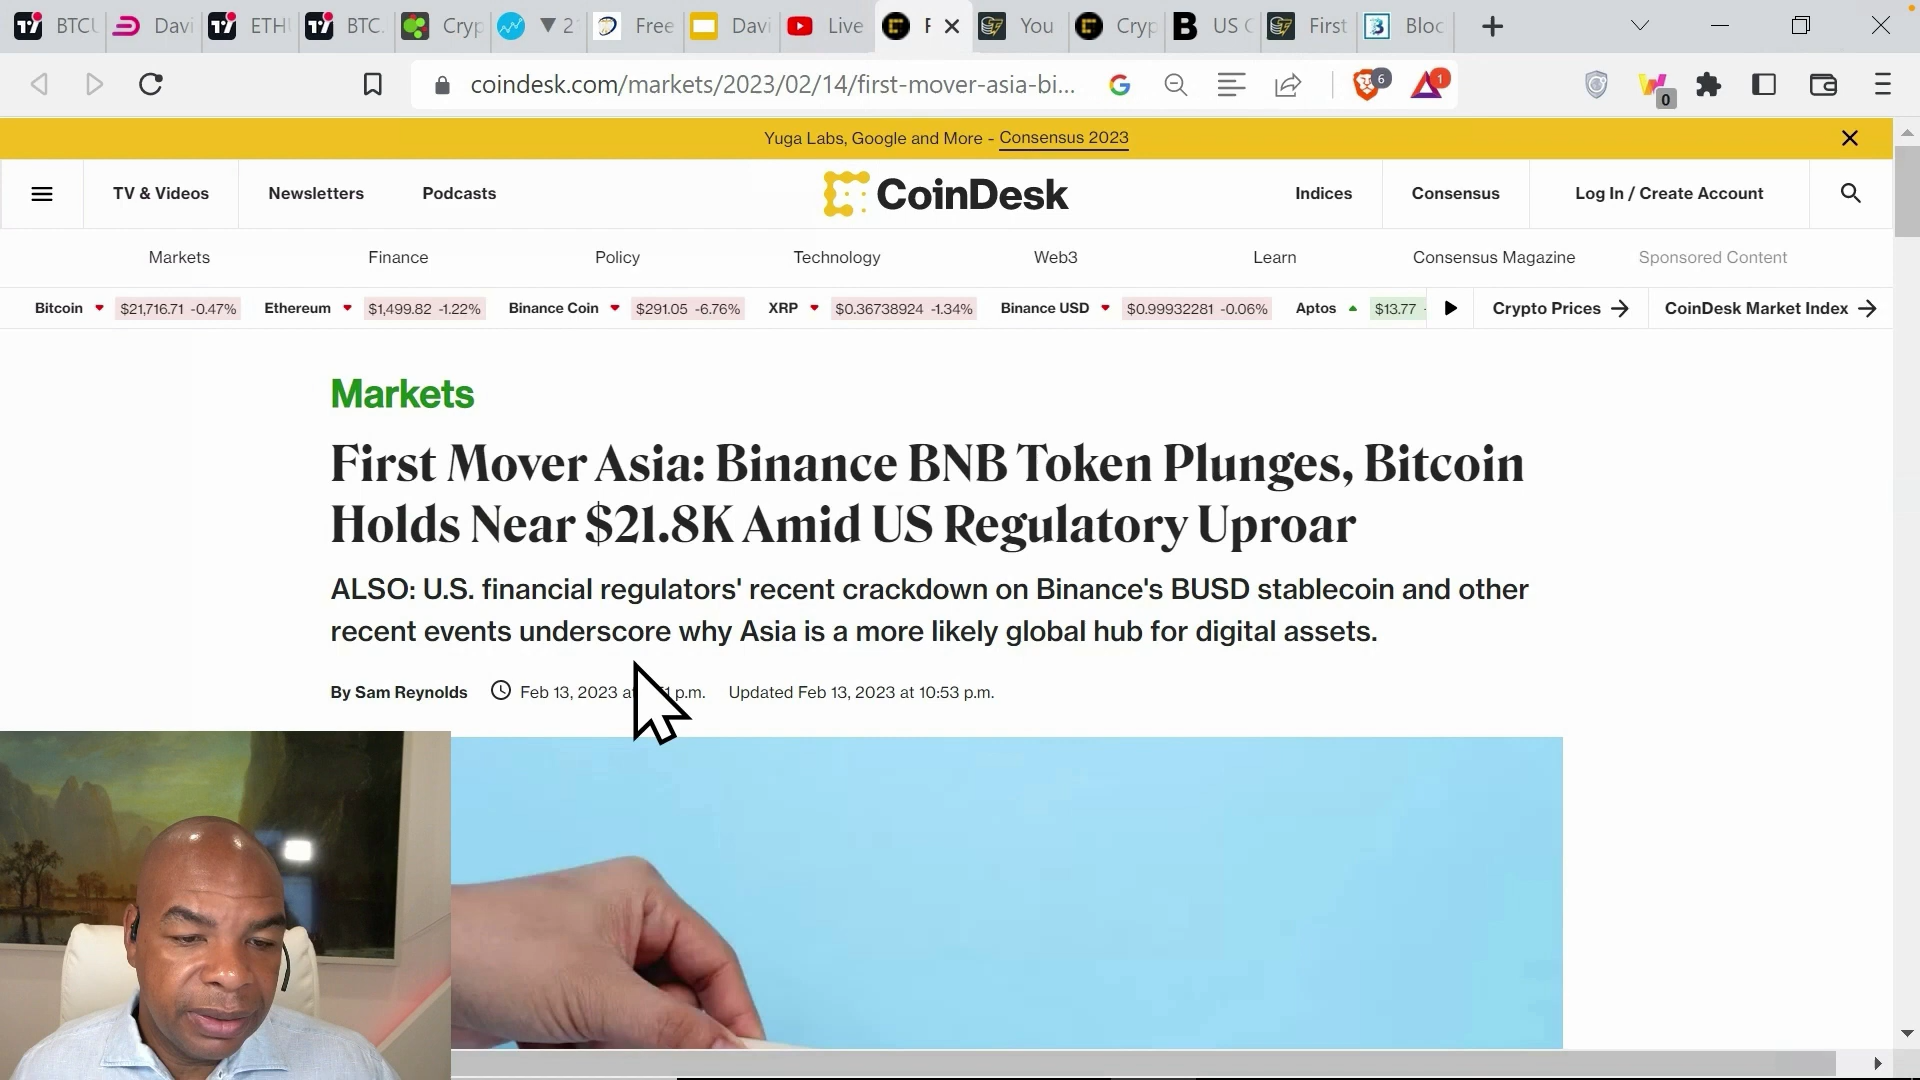 BTCU
Davi
ETHU
BTC.
Cryp
▼ 2
Free
Davi
Live
F
You
Cryp
US C
First
Bloc
coindesk.com/markets/2023/02/14/first-mover-asia-bi...
6
1
0
Yuga Labs, Google and More - Consensus 2023
TV & Videos
Newsletters
Podcasts
CoinDesk
Indices
Consensus
Log In / Create Account
Markets
Finance
Policy
Technology
Web3
Learn
Consensus Magazine
Sponsored Content
Bitcoin $21,716.71 -0.47%
Ethereum $1,499.82 -1.22%
Binance Coin $291.05 -6.76%
XRP $0.36738924 -1.34%
Binance USD $0.99932281 -0.06%
Aptos $13.77
Crypto Prices
CoinDesk Market Index
Markets
First Mover Asia: Binance BNB Token Plunges, Bitcoin
Holds Near $21.8K Amid US Regulatory Uproar
ALSO: U.S. financial regulators' recent crackdown on Binance's BUSD stablecoin and other
recent events underscore why Asia is a more likely global hub for digital assets.
By Sam Reynolds
Feb 13, 2023 p.m.
Updated Feb 13, 2023 at 10:53 p.m.